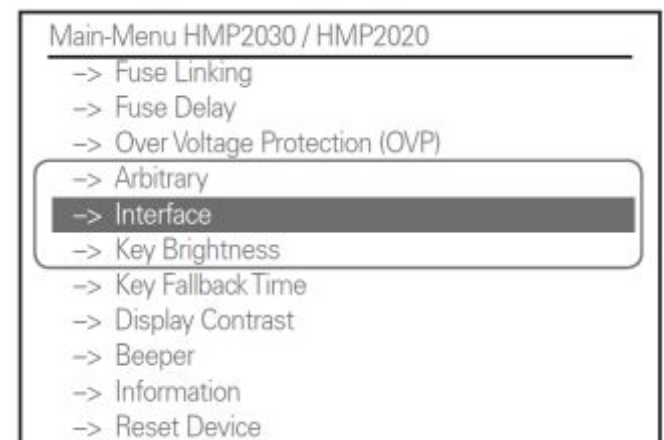 Main-Menu HMP2030 / HMP2020
–> Fuse Linking
–> Fuse Delay
–> Over Voltage Protection (OVP)
–> Arbitrary
–> Interface
–> Key Brightness
–> Key Fallback Time
–> Display Contrast
–> Beeper
–> Information
–> Reset Device